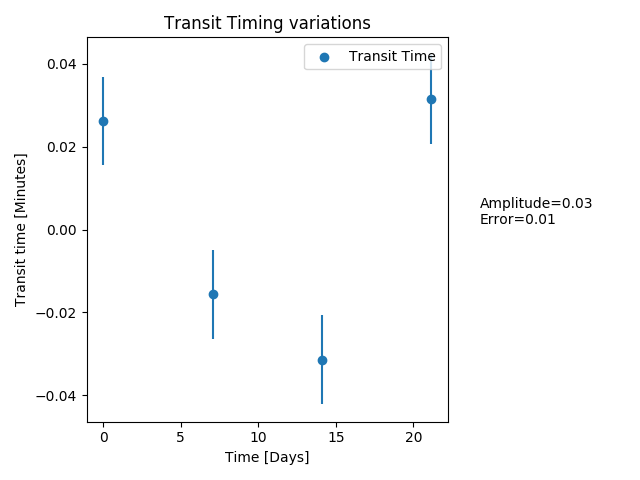 Transit Timing variations
Transit Time
0.04
0.02
0.00
−0.02
−0.04
Transit time [Minutes]
0
5
10
15
20
Time [Days]
Amplitude=0.03
Error=0.01